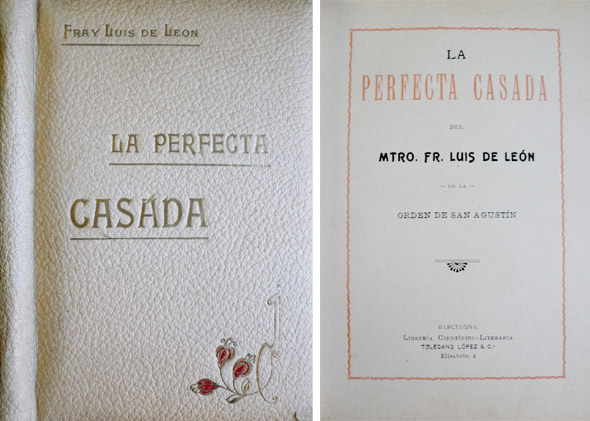 FRAY LUIS DE LEON
LA PERFECTA
CASADA
LA
PERFECTA CASADA
DEL
MTRO. FR. LUIS DE LEÓN
— DE LA —
ORDEN DE SAN AGUSTÍN
BARCELONA
LIBRERÍA CIENTÍFICO-LITERARIA
TOLEDANO LÓPEZ & C.ª
Elisabets, 4